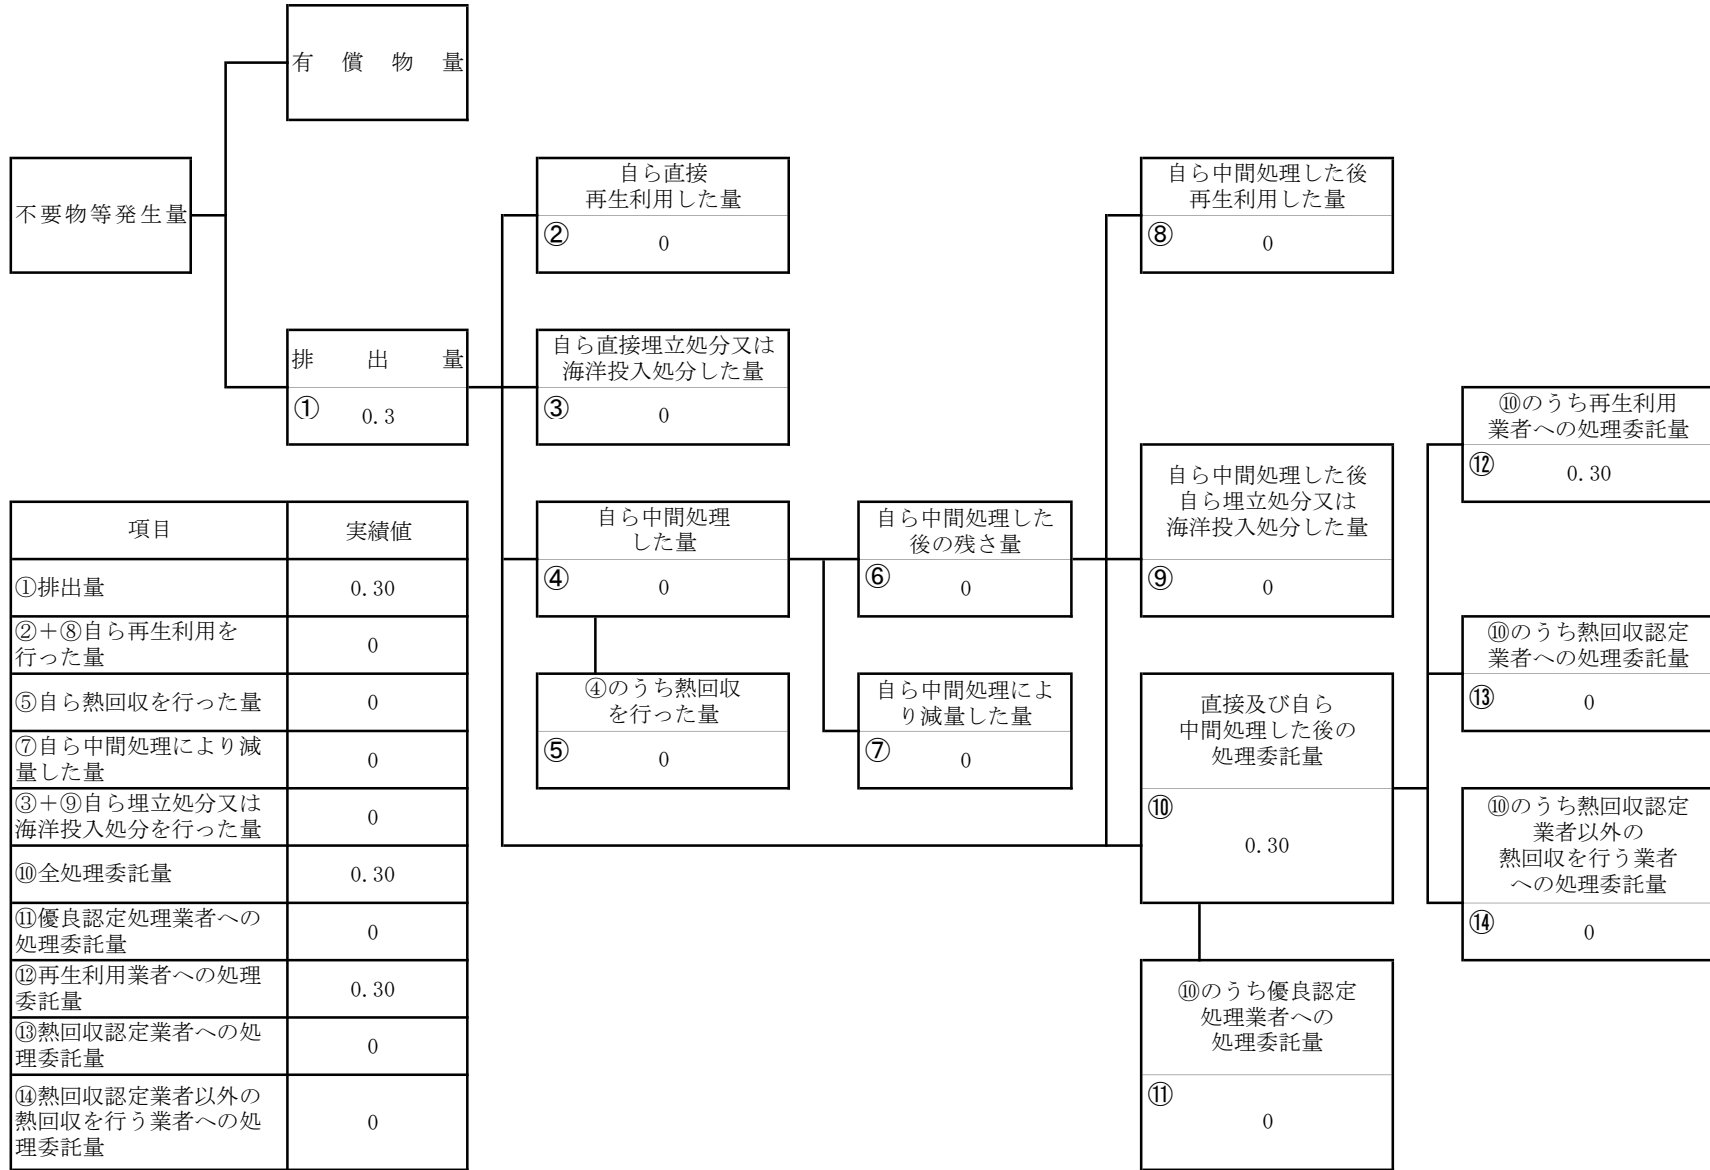 有償物量
不要物等発生量
排出量
① 0.3
自ら直接
再生利用した量
② 0
自ら直接埋立処分又は
海洋投入処分した量
③ 0
自ら中間処理
した量
④ 0
④のうち熱回収
を行った量
⑤ 0
自ら中間処理した
後の残さ量
⑥ 0
自ら中間処理によ
り減量した量
⑦ 0
自ら中間処理した後
再生利用した量
⑧ 0
自ら中間処理した後
自ら埋立処分又は
海洋投入処分した量
⑨ 0
直接及び自ら
中間処理した後の
処理委託量
⑩
0.30
⑩のうち優良認定
処理業者への
処理委託量
⑪
0
⑩のうち再生利用
業者への処理委託量
⑫ 0.30
⑩のうち熱回収認定
業者への処理委託量
⑬ 0
⑩のうち熱回収認定
業者以外の
熱回収を行う業者
への処理委託量
⑭ 0
項目 実績値
①排出量 0.30
②+⑧自ら再生利用を
行った量 0
⑤自ら熱回収を行った量 0
⑦自ら中間処理により減
量した量 0
③+⑨自ら埋立処分又は
海洋投入処分を行った量 0
⑩全処理委託量 0.30
⑪優良認定処理業者への
処理委託量 0
⑫再生利用業者への処理
委託量 0.30
⑬熱回収認定業者への処
理委託量 0
⑭熱回収認定業者以外の
熱回収を行う業者への処
理委託量 0